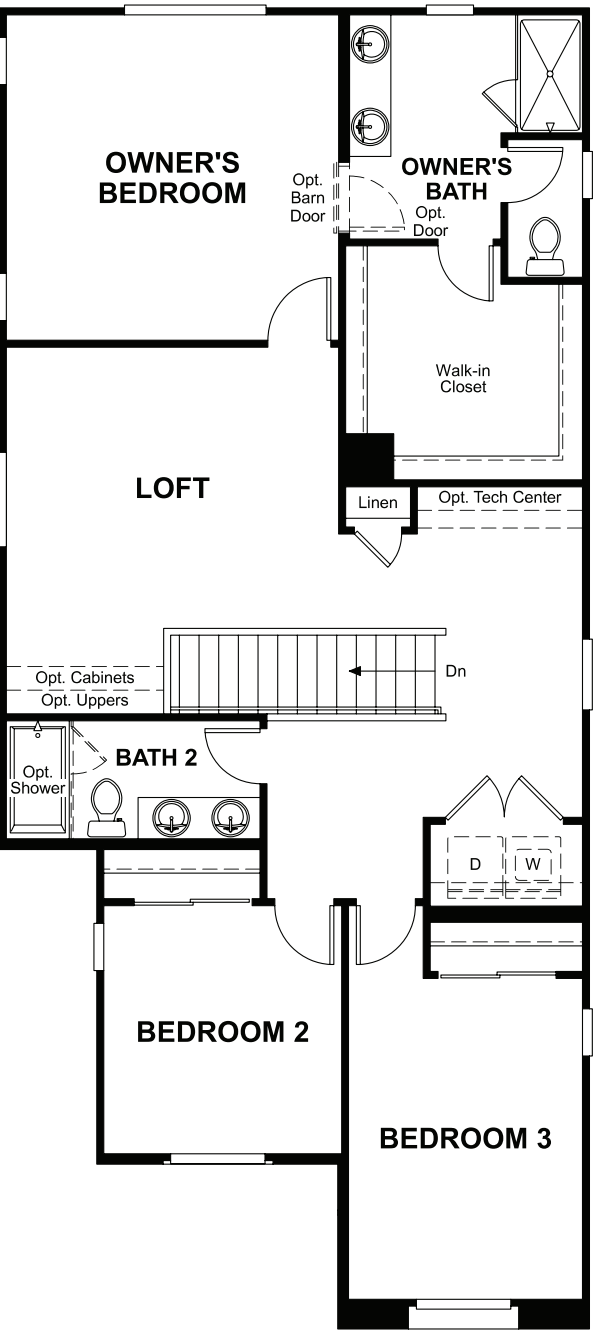 OWNER'S
BEDROOM
Opt.
Barn
Door
OWNER'S
BATH
Opt.
Door
Walk-in
Closet
LOFT
Linen
Opt. Tech Center
Opt. Cabinets
Opt. Uppers
Dn
Opt.
Shower
BATH 2
D
W
BEDROOM 2
BEDROOM 3